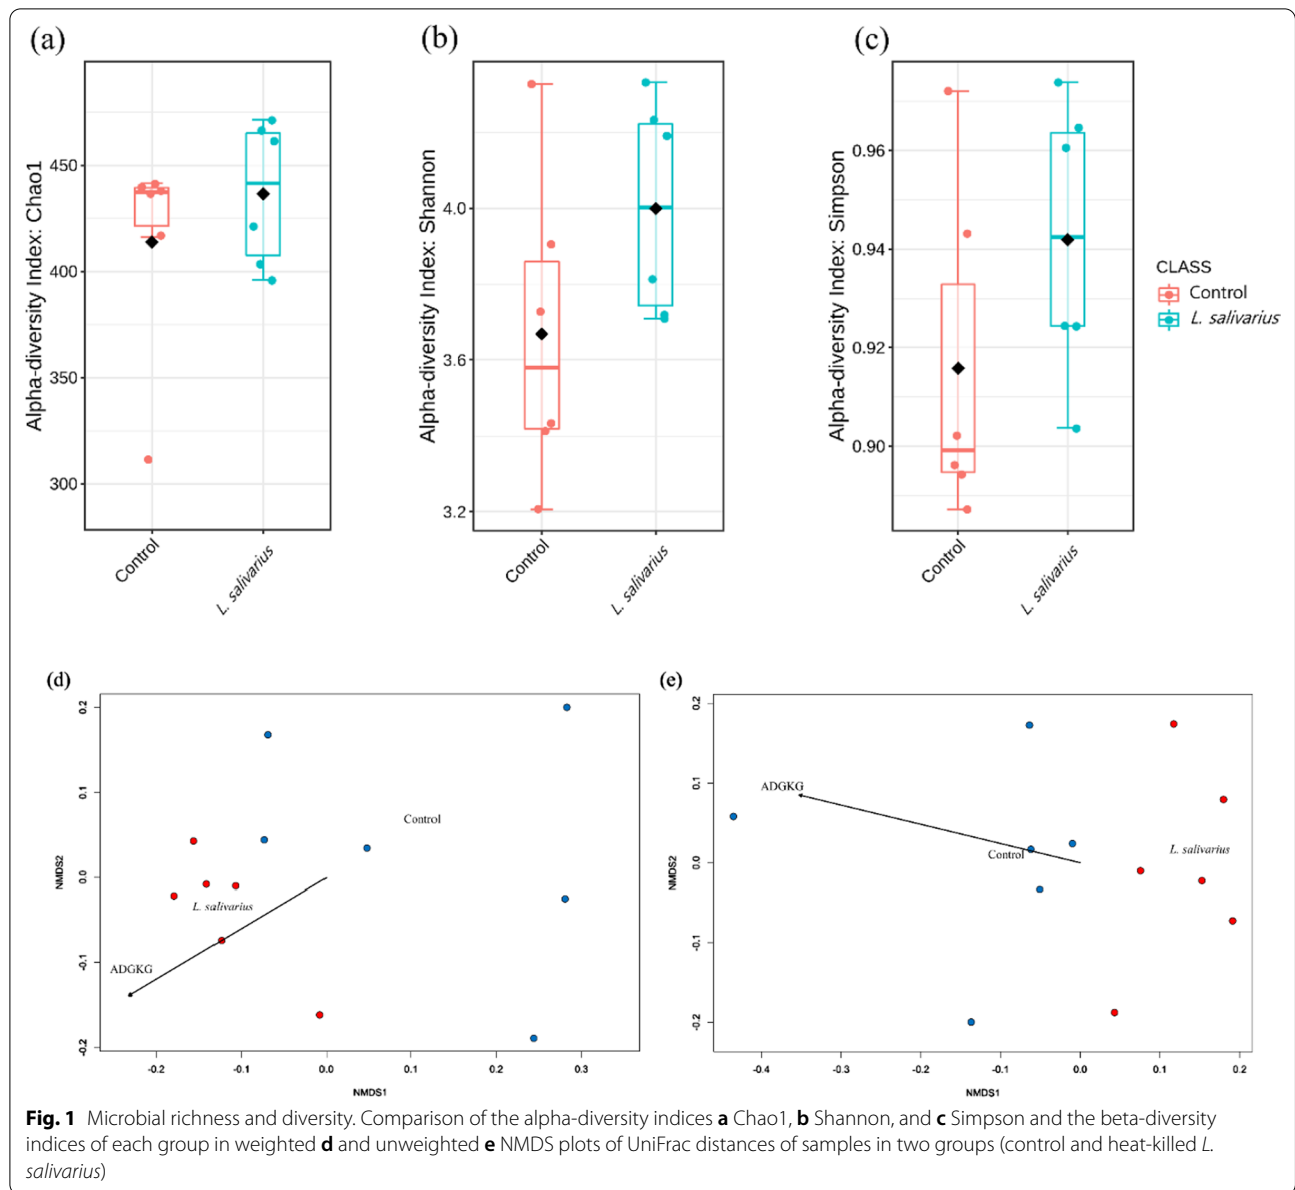 (a)
(b)
(c)
Alpha-diversity Index: Chao1
450
400
350
300
Control
L. salivarius
Alpha-diversity Index: Shannon
4.0
3.6
3.2
Control
L. salivarius
Alpha-diversity Index: Simpson
0.96
0.94
0.92
0.90
Control
L. salivarius
CLASS
Control
L. salivarius
(d)
NMDS2
0.2
0.1
0.0
-0.1
-0.2
Control
L. salivarius
ADGKG
-0.2
-0.1
0.0
0.1
0.2
0.3
NMDS1
(e)
NMDS2
0.2
0.1
0.0
-0.1
-0.2
ADGKG
Control
L. salivarius
-0.4
-0.3
-0.2
-0.1
0.0
0.1
0.2
NMDS1
Fig. 1 Microbial richness and diversity. Comparison of the alpha-diversity indices a Chao1, b Shannon, and c Simpson and the beta-diversity
indices of each group in weighted d and unweighted e NMDS plots of UniFrac distances of samples in two groups (control and heat-killed L.
salivarius)